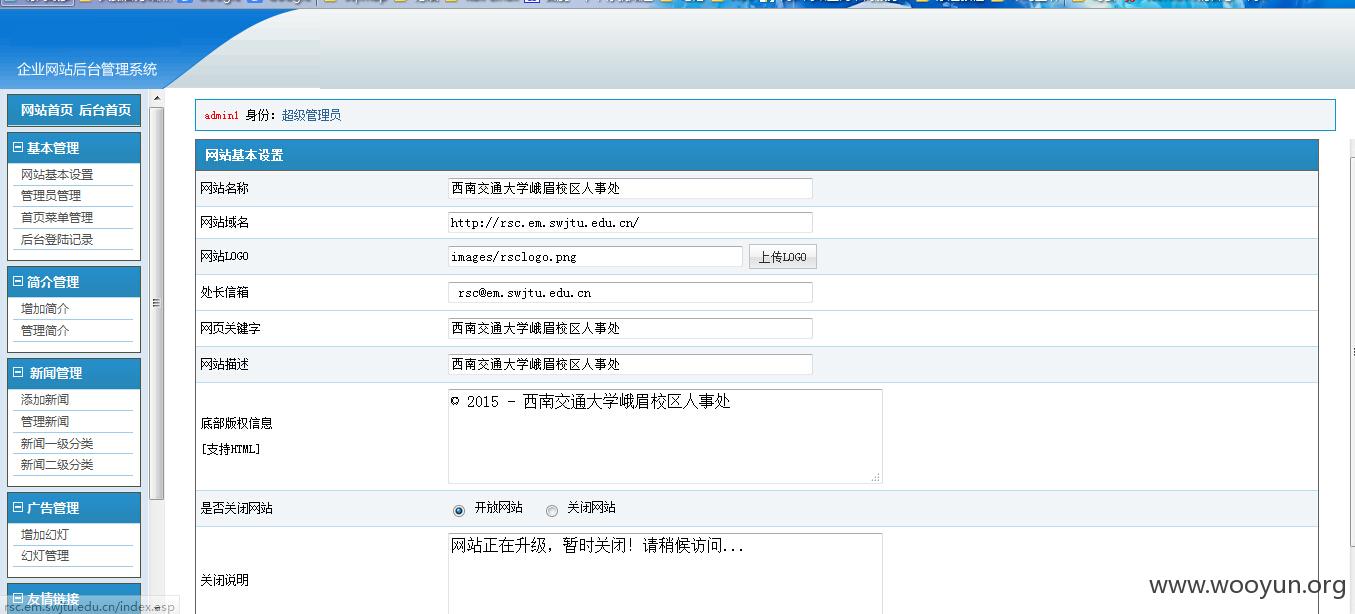 企业网站后台管理系统
网站首页 后台首页
基本管理
网站基本设置
管理员管理
首页菜单管理
后台登陆记录
简介管理
增加简介
管理简介
新闻管理
添加新闻
管理新闻
新闻一级分类
新闻二级分类
广告管理
增加幻灯
幻灯管理
友情链接
rsc.em.swjtu.edu.cn/index.asp
admin1 身份：超级管理员
网站基本设置
网站名称 西南交通大学峨眉校区人事处
网站域名 http://rsc.em.swjtu.edu.cn/
网站LOGO images/rsclogo.png 上传LOGO
处长信箱 rsc@em.swjtu.edu.cn
网页关键字 西南交通大学峨眉校区人事处
网站描述 西南交通大学峨眉校区人事处
© 2015 - 西南交通大学峨眉校区人事处
底部版权信息
[支持HTML]
是否关闭网站 开放网站 关闭网站
网站正在升级，暂时关闭！请稍候访问...
关闭说明
www.wooyun.org